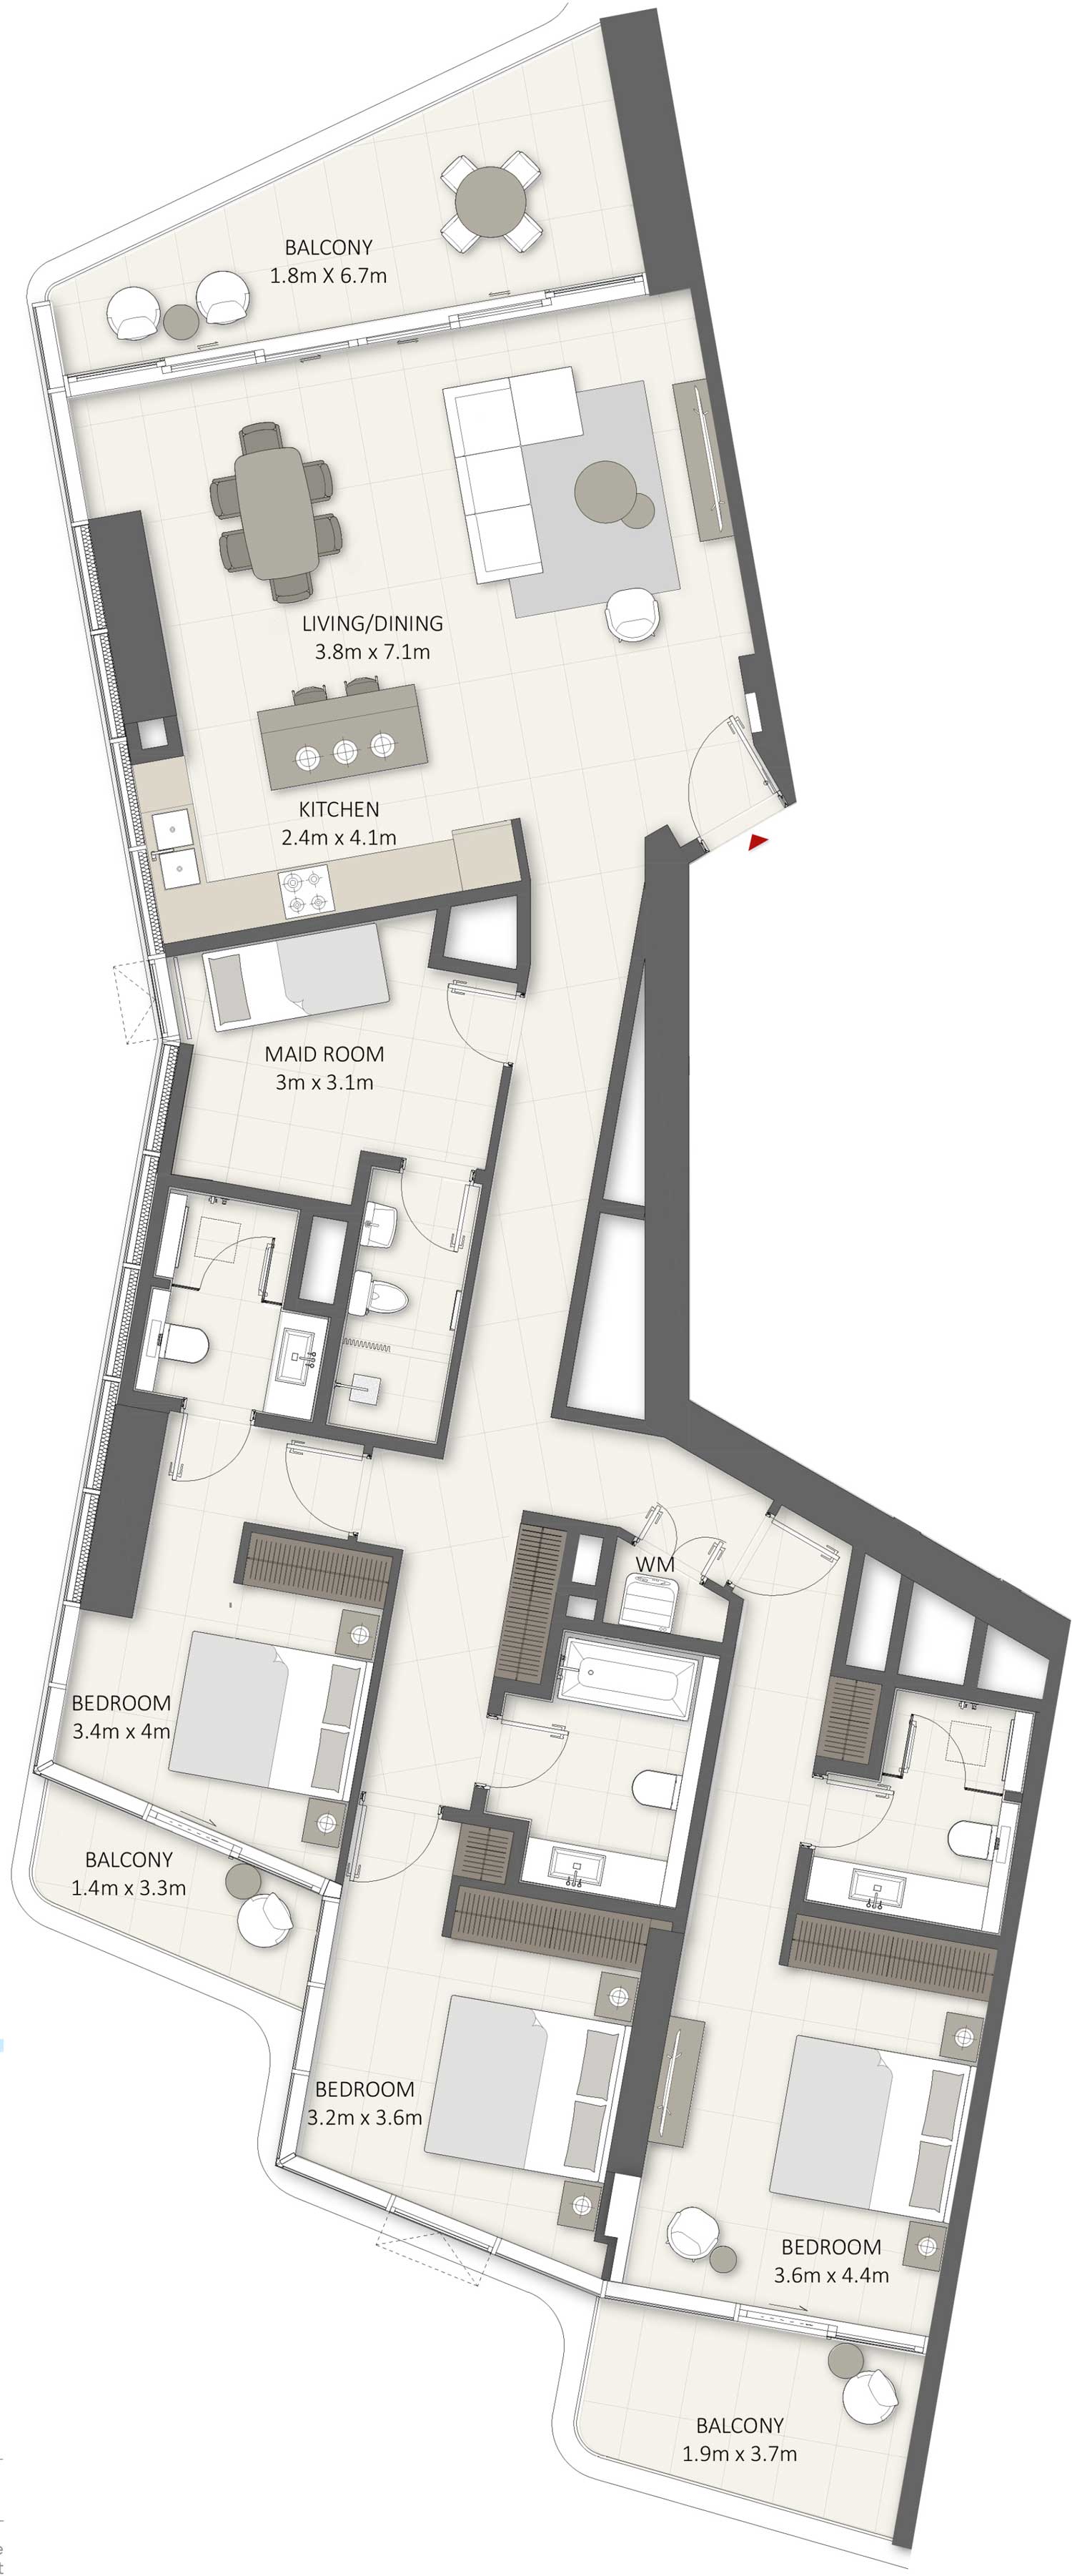 BALCONY
1.8m X 6.7m
LIVING/DINING
3.8m x 7.1m
KITCHEN
2.4m x 4.1m
MAID ROOM
3m x 3.1m
WM
BEDROOM
3.6m x 4.4m
BALCONY
1.9m x 3.7m
BEDROOM
3.2m x 3.6m
BEDROOM
3.4m x 4m
BALCONY
1.4m x 3.3m